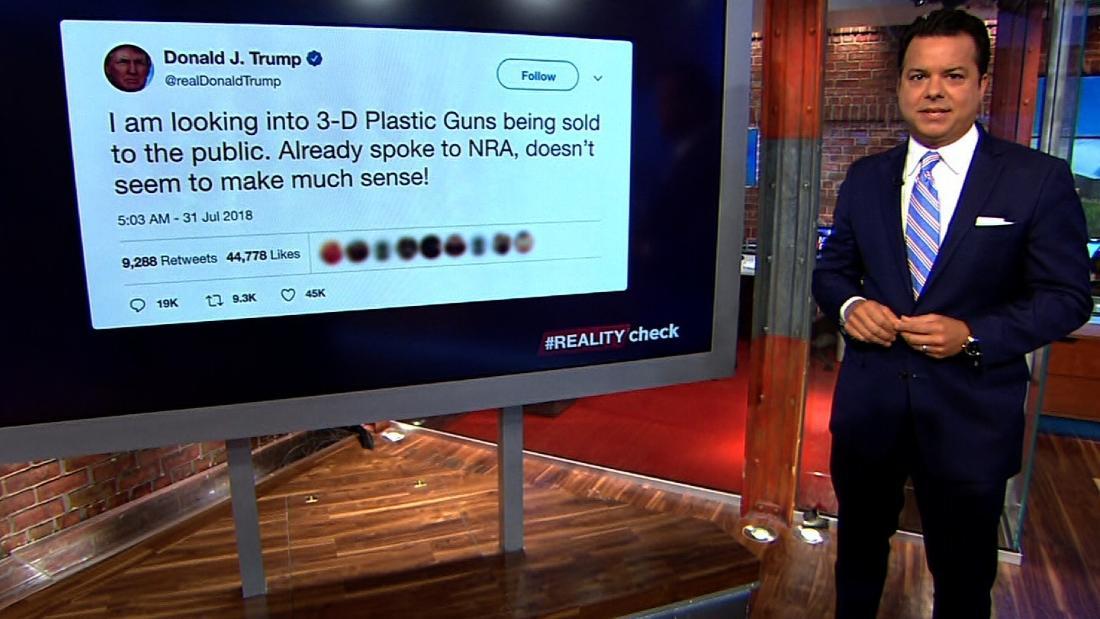 Donald J. Trump
@realDonaldTrump
Follow
I am looking into 3-D Plastic Guns being sold
to the public. Already spoke to NRA, doesn't
seem to make much sense!
5:03 AM - 31 Jul 2018
9,288 Retweets 44,778 Likes
19K 9.3K 45K
#REALITY check